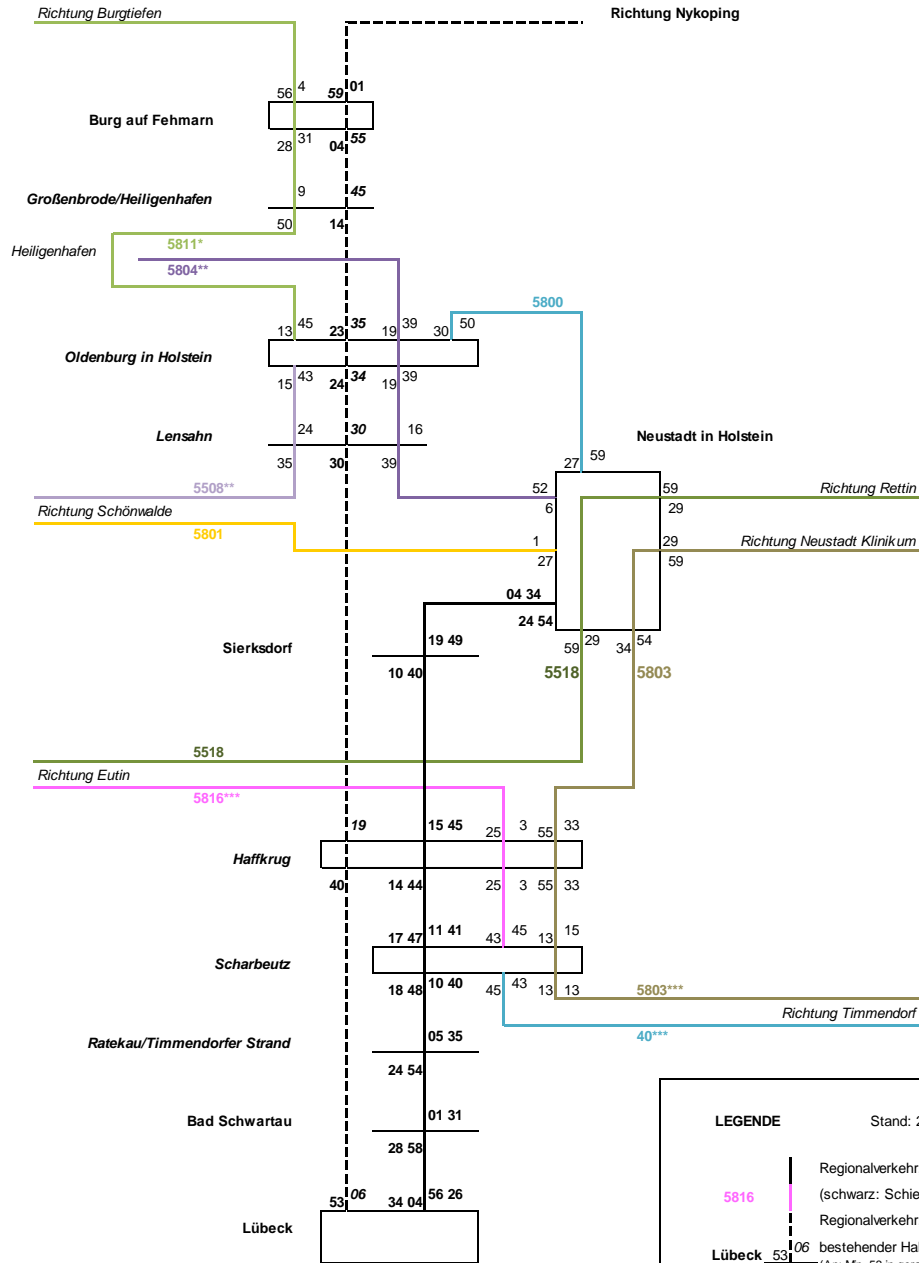 Richtung Burgtiefen
Richtung Nykoping
56 4 59 01
Burg auf Fehmarn
28 31 04 55
Großenbrode/Heiligenhafen
9 45
50 14
Heiligenhafen
5811*
5804**
5800
13 45 23 35 19 39 30 50
Oldenburg in Holstein
15 43 24 34 19 39
Lensahn
24 30 16
35 30 39
Neustadt in Holstein
27 59
5508**
52
6
59
29
Richtung Rettin
Richtung Schönwalde
5801
1
27
29
59
Richtung Neustadt Klinikum
04 34
24 54
Sierksdorf
19 49
10 40
59 29 34 54
5518
5803
5518
Richtung Eutin
5816***
19 15 45 25 3 55 33
Haffkrug
40 14 44 25 3 55 33
17 47 11 41 43 45 13 15
Scharbeutz
18 48 10 40 45 43 13 13
5803***
Richtung Timmendorf
40***
Ratekau/Timmendorfer Strand
05 35
24 54
Bad Schwartau
01 31
28 58
53 06 34 04 56 26
Lübeck
LEGENDE
Stand: 2
Regionalverkehr
5816
(schwarz: Schie
Regionalverkehr
Lübeck 53 06 bestehender Hal